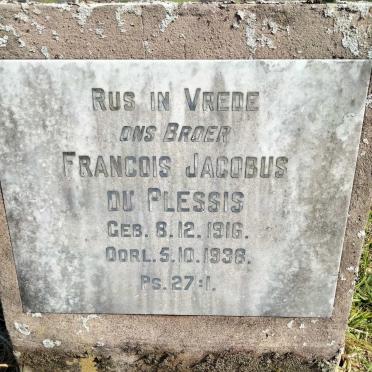 RUS IN VREDE
ONS BROER
FRANCOIS JACOBUS
DU PLESSIS
GEB. 8.12.1916.
OORL. 5.10.1938.
PS. 27:1.